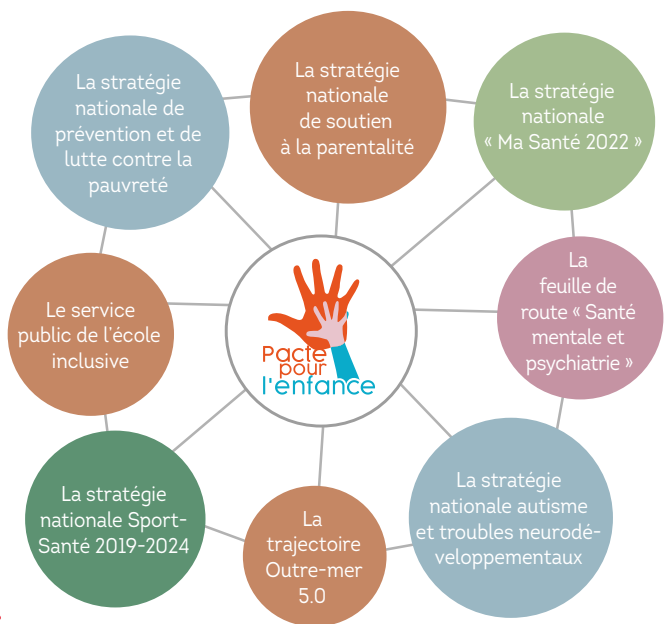 La stratégie
nationale de
prévention et de
lutte contre la
pauvreté
La stratégie
nationale
de soutien
à la parentalité
La stratégie
nationale
« Ma Santé 2022 »
Le service
public de l'école
inclusive
Pacte
pour
l'enfance
La
feuille de
route « Santé
mentale et
psychiatrie »
La stratégie
nationale Sport-
Santé 2019-2024
La
trajectoire
Outre-mer
5.0
La stratégie
nationale autisme
et troubles neurodé-
veloppementaux